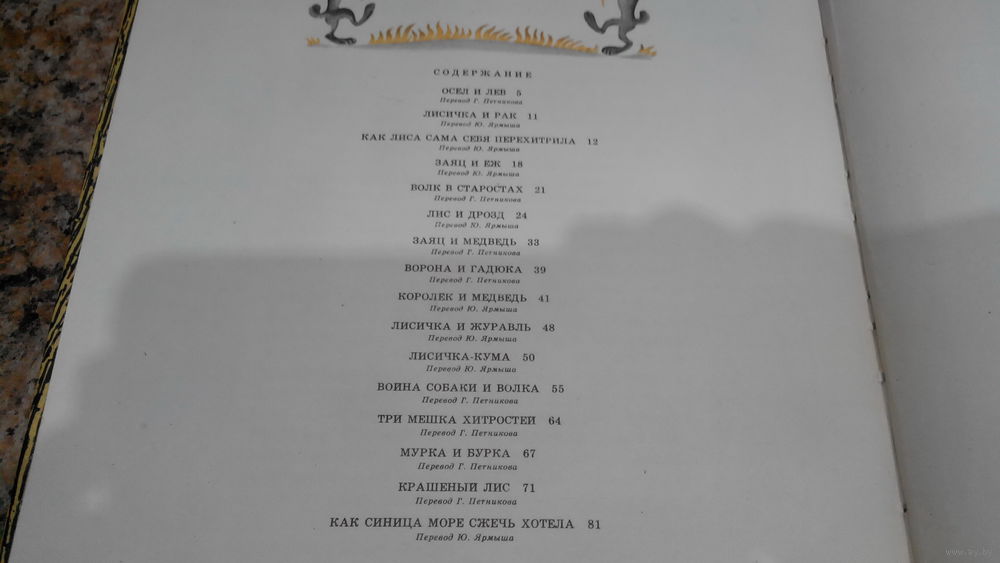 СОДЕРЖАНИЕ
ОСЕЛ И ЛЕВ 5
Перевод Г. Петникова
ЛИСИЧКА И РАК 11
Перевод Ю. Ярмыша
КАК ЛИСА САМА СЕБЯ ПЕРЕХИТРИЛА 12
Перевод Ю. Ярмыша
ЗАЯЦ И ЕЖ 18
Перевод Ю. Ярмыша
ВОЛК В СТАРОСТАХ 21
Перевод Г. Петникова
ЛИС И ДРОЗД 24
Перевод Ю. Ярмыша
ЗАЯЦ И МЕДВЕДЬ 33
Перевод Г. Петникова
ВОРОНА И ГАДЮКА 39
Перевод Г. Петникова
КОРОЛЕК И МЕДВЕДЬ 41
Перевод Ю. Ярмыша
ЛИСИЧКА И ЖУРАВЛЬ 48
Перевод Ю. Ярмыша
ЛИСИЧКА-КУМА 50
Перевод Ю. Ярмыша
ВОЙНА СОБАКИ И ВОЛКА 55
Перевод Г. Петникова
ТРИ МЕШКА ХИТРОСТЕЙ 64
Перевод Г. Петникова
МУРКА И БУРКА 67
Перевод Г. Петникова
КРАШЕНЫЙ ЛИС 71
Перевод Г. Петникова
КАК СИНИЦА МОРЕ СЖЕЧЬ ХОТЕЛА 81
Перевод Ю. Ярмыша
www.ay.by